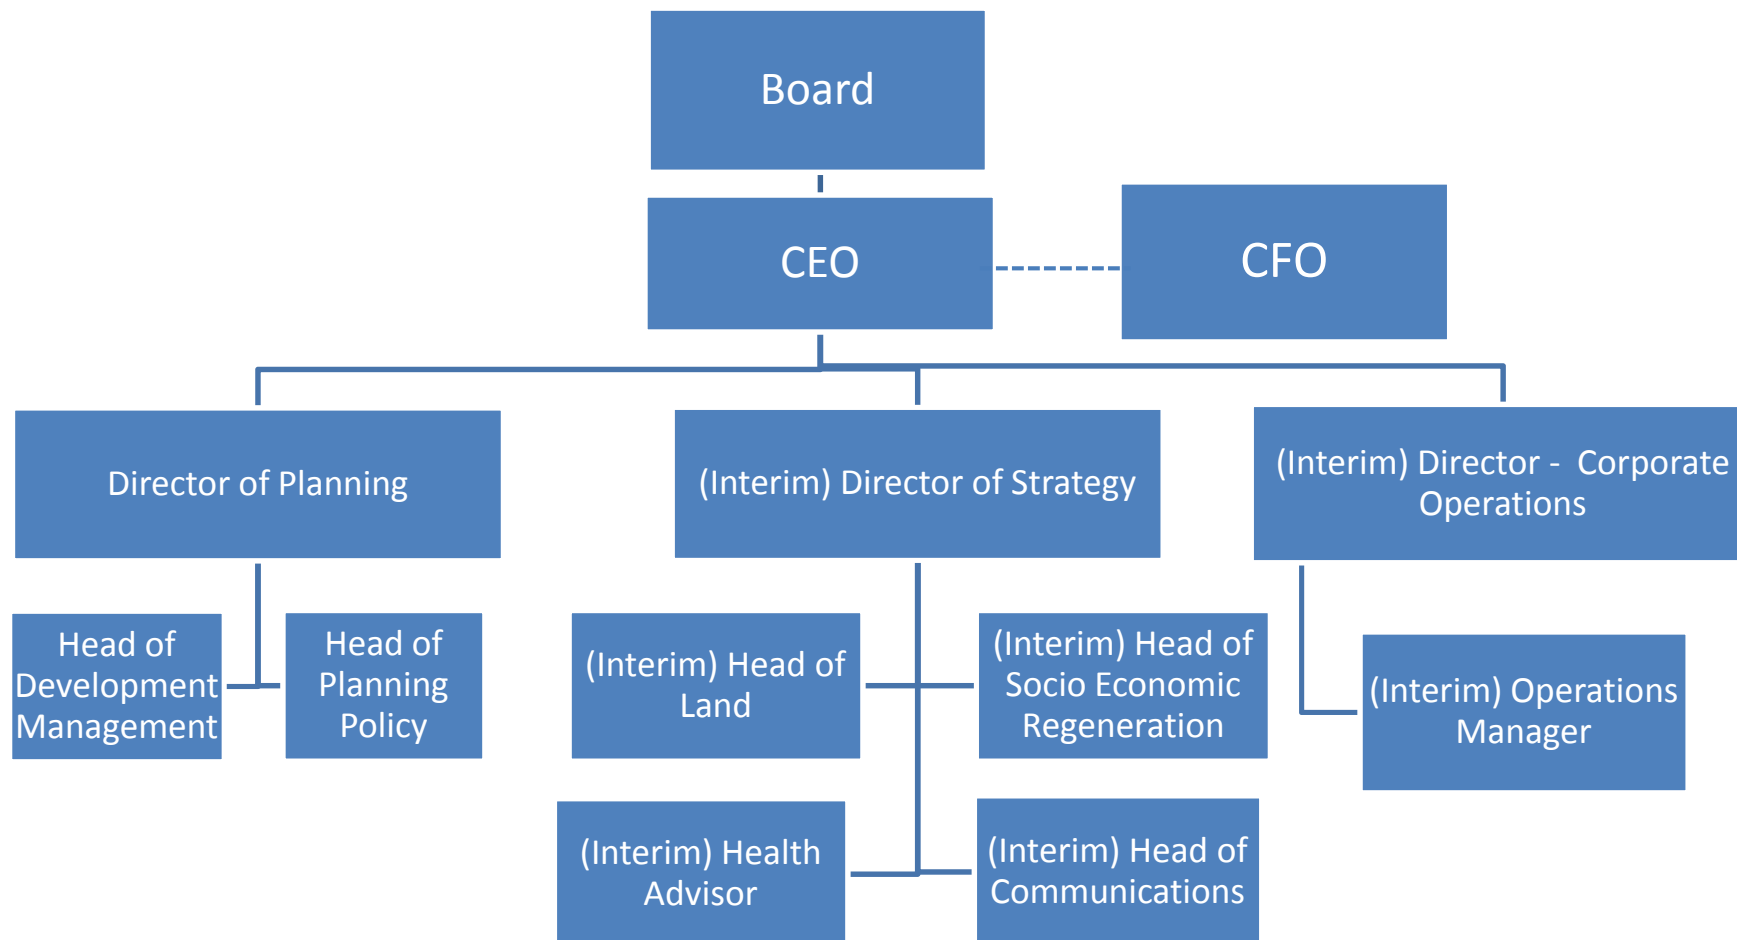 Board
CEO
CFO
Director of Planning
(Interim) Director of Strategy
(Interim) Director -  Corporate
Operations
Head of
Development
Management
Head of
Planning
Policy
(Interim) Head of
Land
(Interim) Head of
Socio Economic
Regeneration
(Interim) Operations
Manager
(Interim) Health
Advisor
(Interim) Head of
Communications